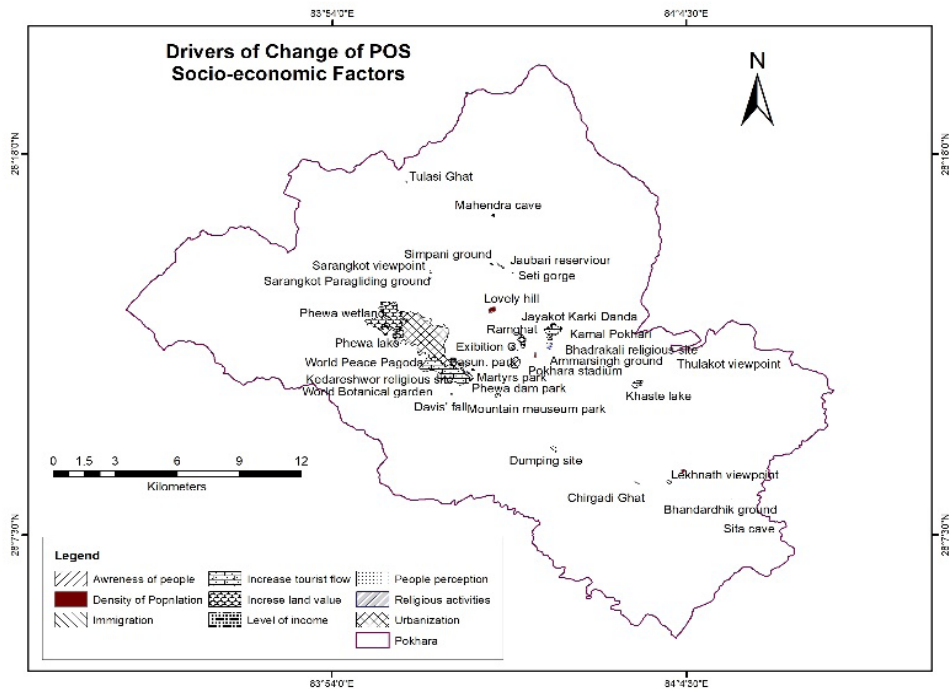 83°54'0"E
84°4'30"E
Drivers of Change of POS
Socio-economic Factors
N
28°18'0"N
28°18'0"N
Tulasi Ghat
Mahendra cave
Simpani ground
Jaubari reserviour
Sarangkot viewpoint
Seti gorge
Sarangkot Paragliding ground
Lovely hill
Phewa wetland
Jayakot Karki Danda
Ramghat
Kamal Pokhari
Phewa lake
Exibition G.
Bhadrakali religious site
World Peace Pagoda
Basun. park
Ammarsingh ground
Thulakot viewpoint
Pokhara stadium
Kedareshwor religious site
Martyrs park
World Botanical garden
Phewa dam park
Khaste lake
Davis' fall
Mountain meuseum park
0 1.5 3 6 9 12
Kilometers
Dumping site
Lekhnath viewpoint
Chirgadi Ghat
Bhandardhik ground
Sita cave
28°7'30"N
28°7'30"N
Legend
Awreness of people
Increase tourist flow
People perception
Density of Popnlation
Increse land value
Religious activities
Immigration
Level of income
Urbanization
Pokhara
83°54'0"E
84°4'30"E